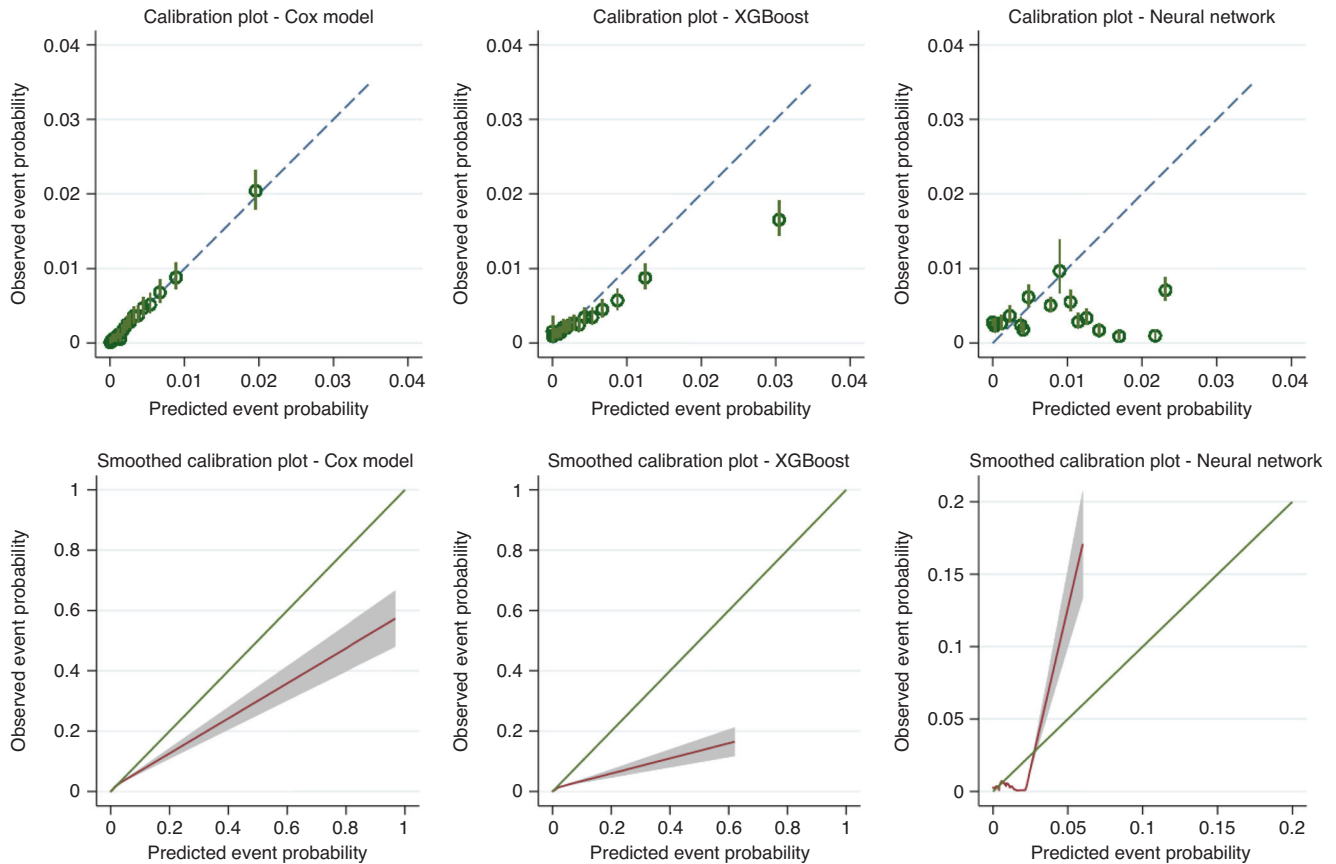 Calibration plot - Cox model
Observed event probability
0.04
0.03
0.02
0.01
0
0 0.01 0.02 0.03 0.04
Predicted event probability
Calibration plot - XGBoost
Observed event probability
0.04
0.03
0.02
0.01
0
0 0.01 0.02 0.03 0.04
Predicted event probability
Calibration plot - Neural network
Observed event probability
0.04
0.03
0.02
0.01
0
0 0.01 0.02 0.03 0.04
Predicted event probability
Smoothed calibration plot - Cox model
Observed event probability
1
0.8
0.6
0.4
0.2
0
0 0.2 0.4 0.6 0.8 1
Predicted event probability
Smoothed calibration plot - XGBoost
Observed event probability
1
0.8
0.6
0.4
0.2
0
0 0.2 0.4 0.6 0.8 1
Predicted event probability
Smoothed calibration plot - Neural network
Observed event probability
0.2
0.15
0.1
0.05
0
0 0.05 0.1 0.15 0.2
Predicted event probability